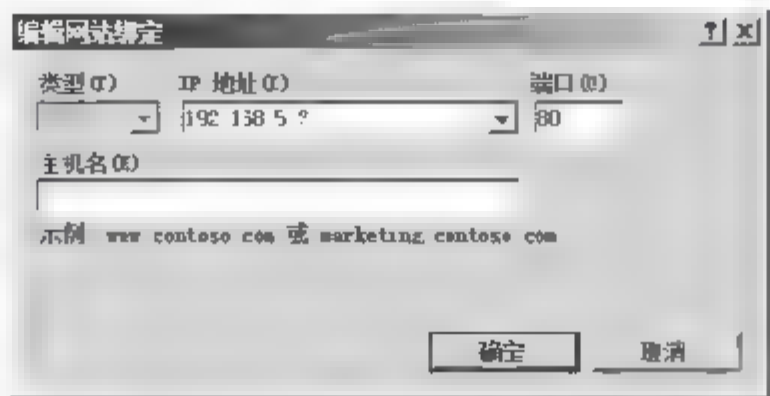 编辑网站绑定
类型(T) IP 地址(I) 端口(O)
80
主机名(H)
示例 www contoso com 或 marketing contoso com
确定 取消